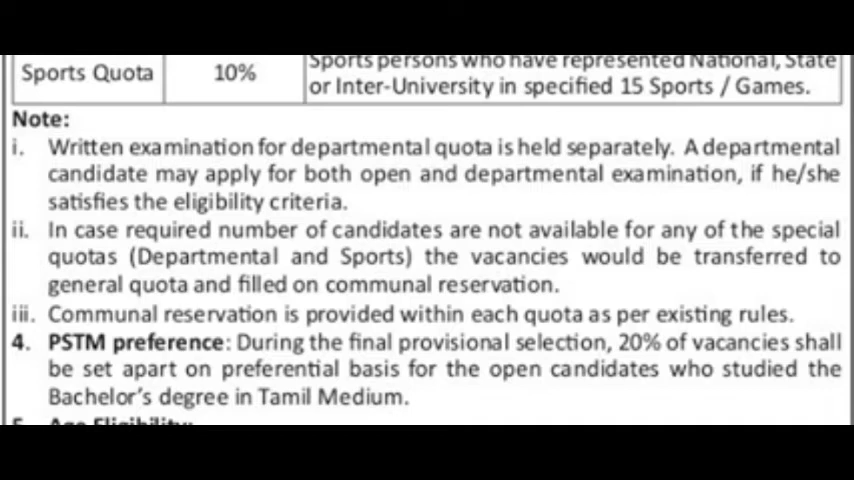 Sports persons who have represented National, State
Sports Quota 10% or Inter-University in specified 15 Sports / Games.
Note:
i. Written examination for departmental quota is held separately. A departmental
candidate may apply for both open and departmental examination, if he/she
satisfies the eligibility criteria.
ii. In case required number of candidates are not available for any of the special
quotas (Departmental and Sports) the vacancies would be transferred to
general quota and filled on communal reservation.
iii. Communal reservation is provided within each quota as per existing rules.
4. PSTM preference: During the final provisional selection, 20% of vacancies shall
be set apart on preferential basis for the open candidates who studied the
Bachelor's degree in Tamil Medium.
5. Age Eligibility: